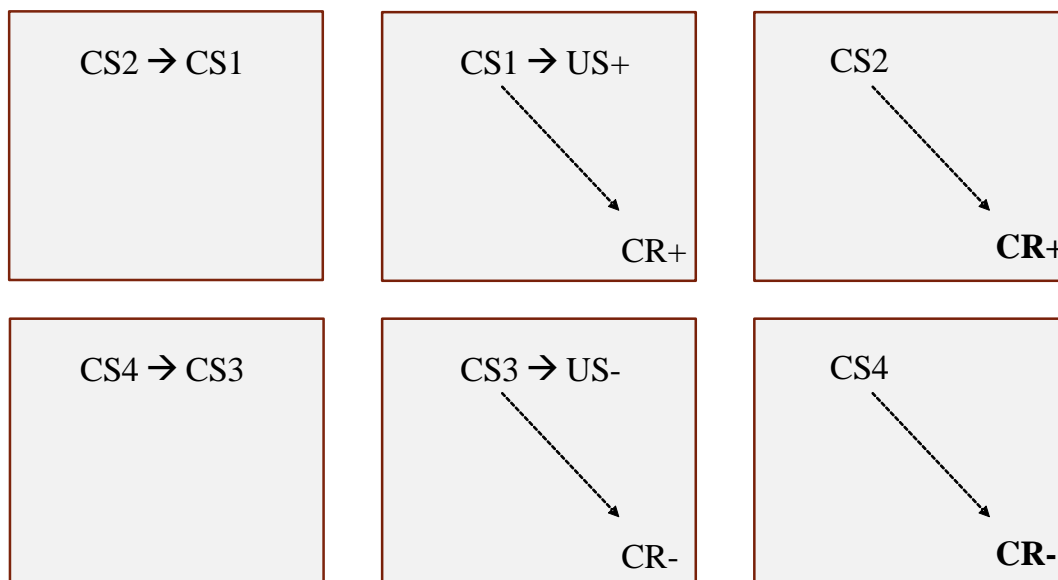 CS2 → CS1
CS1 → US+
CR+
CS2
CR+
CS4 → CS3
CS3 → US-
CR-
CS4
CR-